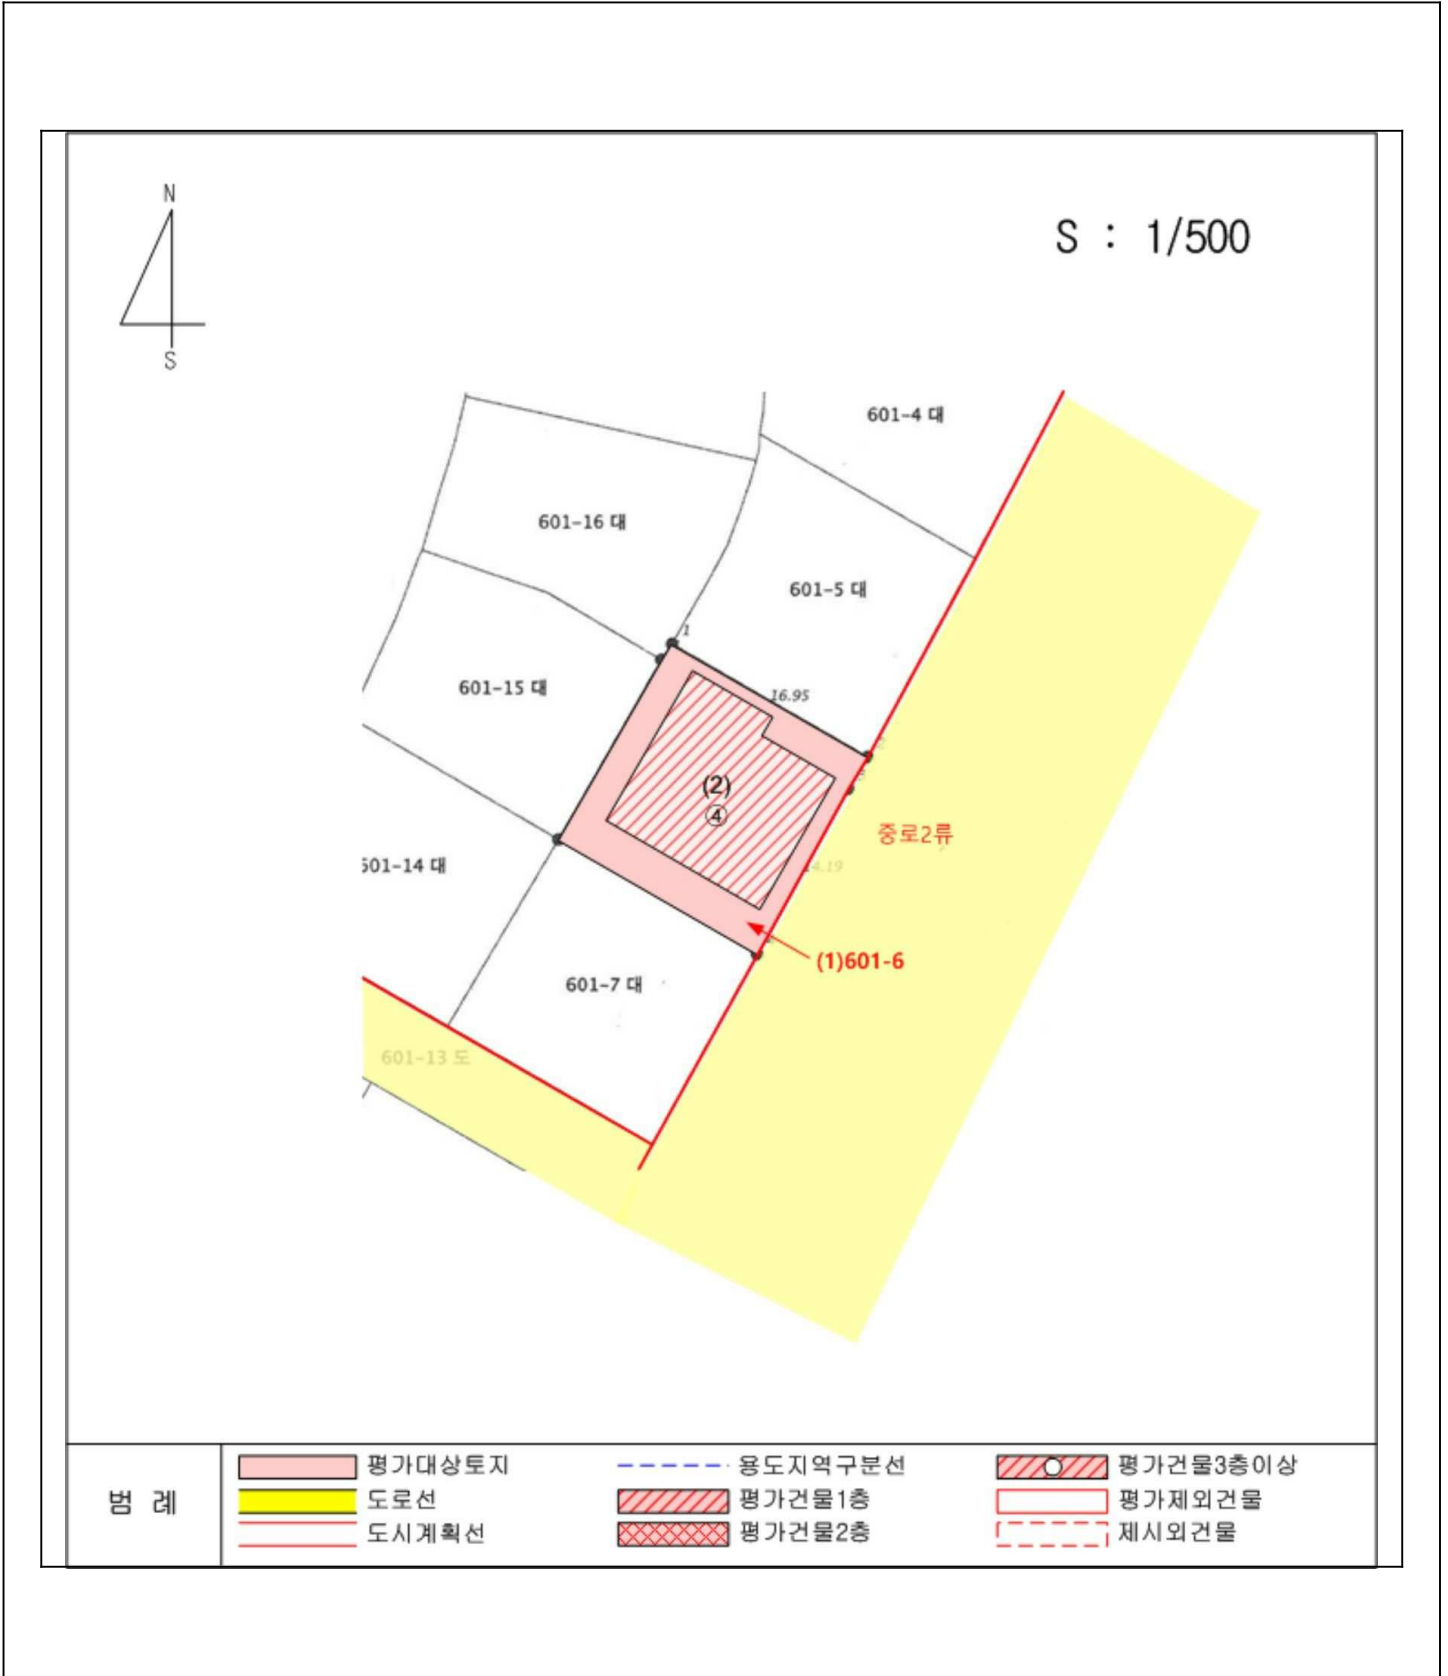 N
S : 1/500
S
601-4 대
601-16 대
601-5 대
1
601-15 대
16.95
(2)
④
중로2류
601-14 대
(1)601-6
601-7 대
601-13 도
범 례
평가대상토지
용도지역구분선
평가건물3층이상
도로선
평가건물1층
평가제외건물
도시계획선
평가건물2층
제시외건물